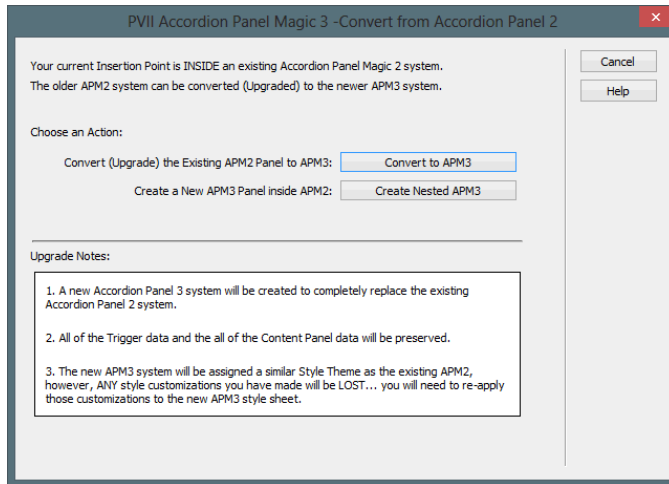 PVII Accordion Panel Magic 3 -Convert from Accordion Panel 2
x
Your current Insertion Point is INSIDE an existing Accordion Panel Magic 2 system.
The older APM2 system can be converted (Upgraded) to the newer APM3 system.
Cancel
Help
Choose an Action:
Convert (Upgrade) the Existing APM2 Panel to APM3:
Convert to APM3
Create a New APM3 Panel inside APM2:
Create Nested APM3
Upgrade Notes:
1. A new Accordion Panel 3 system will be created to completely replace the existing
Accordion Panel 2 system.
2. All of the Trigger data and the all of the Content Panel data will be preserved.
3. The new APM3 system will be assigned a similar Style Theme as the existing APM2,
however, ANY style customizations you have made will be LOST... you will need to re-apply
those customizations to the new APM3 style sheet.